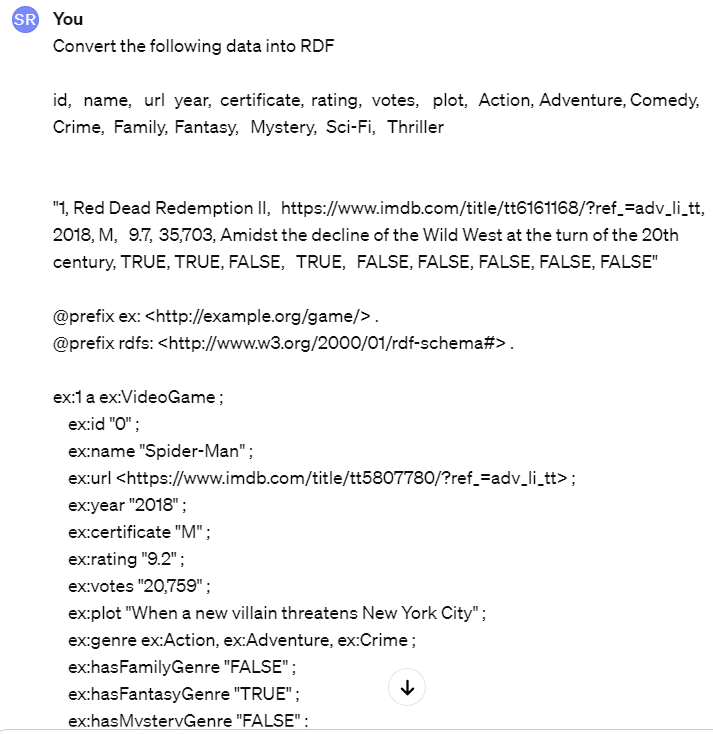 SR You
Convert the following data into RDF
id, name, url year, certificate, rating, votes, plot, Action, Adventure, Comedy,
Crime, Family, Fantasy, Mystery, Sci-Fi, Thriller
"1, Red Dead Redemption II, https://www.imdb.com/title/tt6161168/?ref_=adv_li_tt,
2018, M, 9.7, 35,703, Amidst the decline of the Wild West at the turn of the 20th
century, TRUE, TRUE, FALSE, TRUE, FALSE, FALSE, FALSE, FALSE, FALSE"
@prefix ex: <http://example.org/game/> .
@prefix rdfs: <http://www.w3.org/2000/01/rdf-schema#> .
ex:1 a ex:VideoGame ;
ex:id "0" ;
ex:name "Spider-Man" ;
ex:url <https://www.imdb.com/title/tt5807780/?ref_=adv_li_tt> ;
ex:year "2018" ;
ex:certificate "M" ;
ex:rating "9.2" ;
ex:votes "20,759" ;
ex:plot "When a new villain threatens New York City" ;
ex:genre ex:Action, ex:Adventure, ex:Crime ;
ex:hasFamilyGenre "FALSE" ;
ex:hasFantasyGenre "TRUE" ;
ex:hasMysteryGenre "FALSE" ;